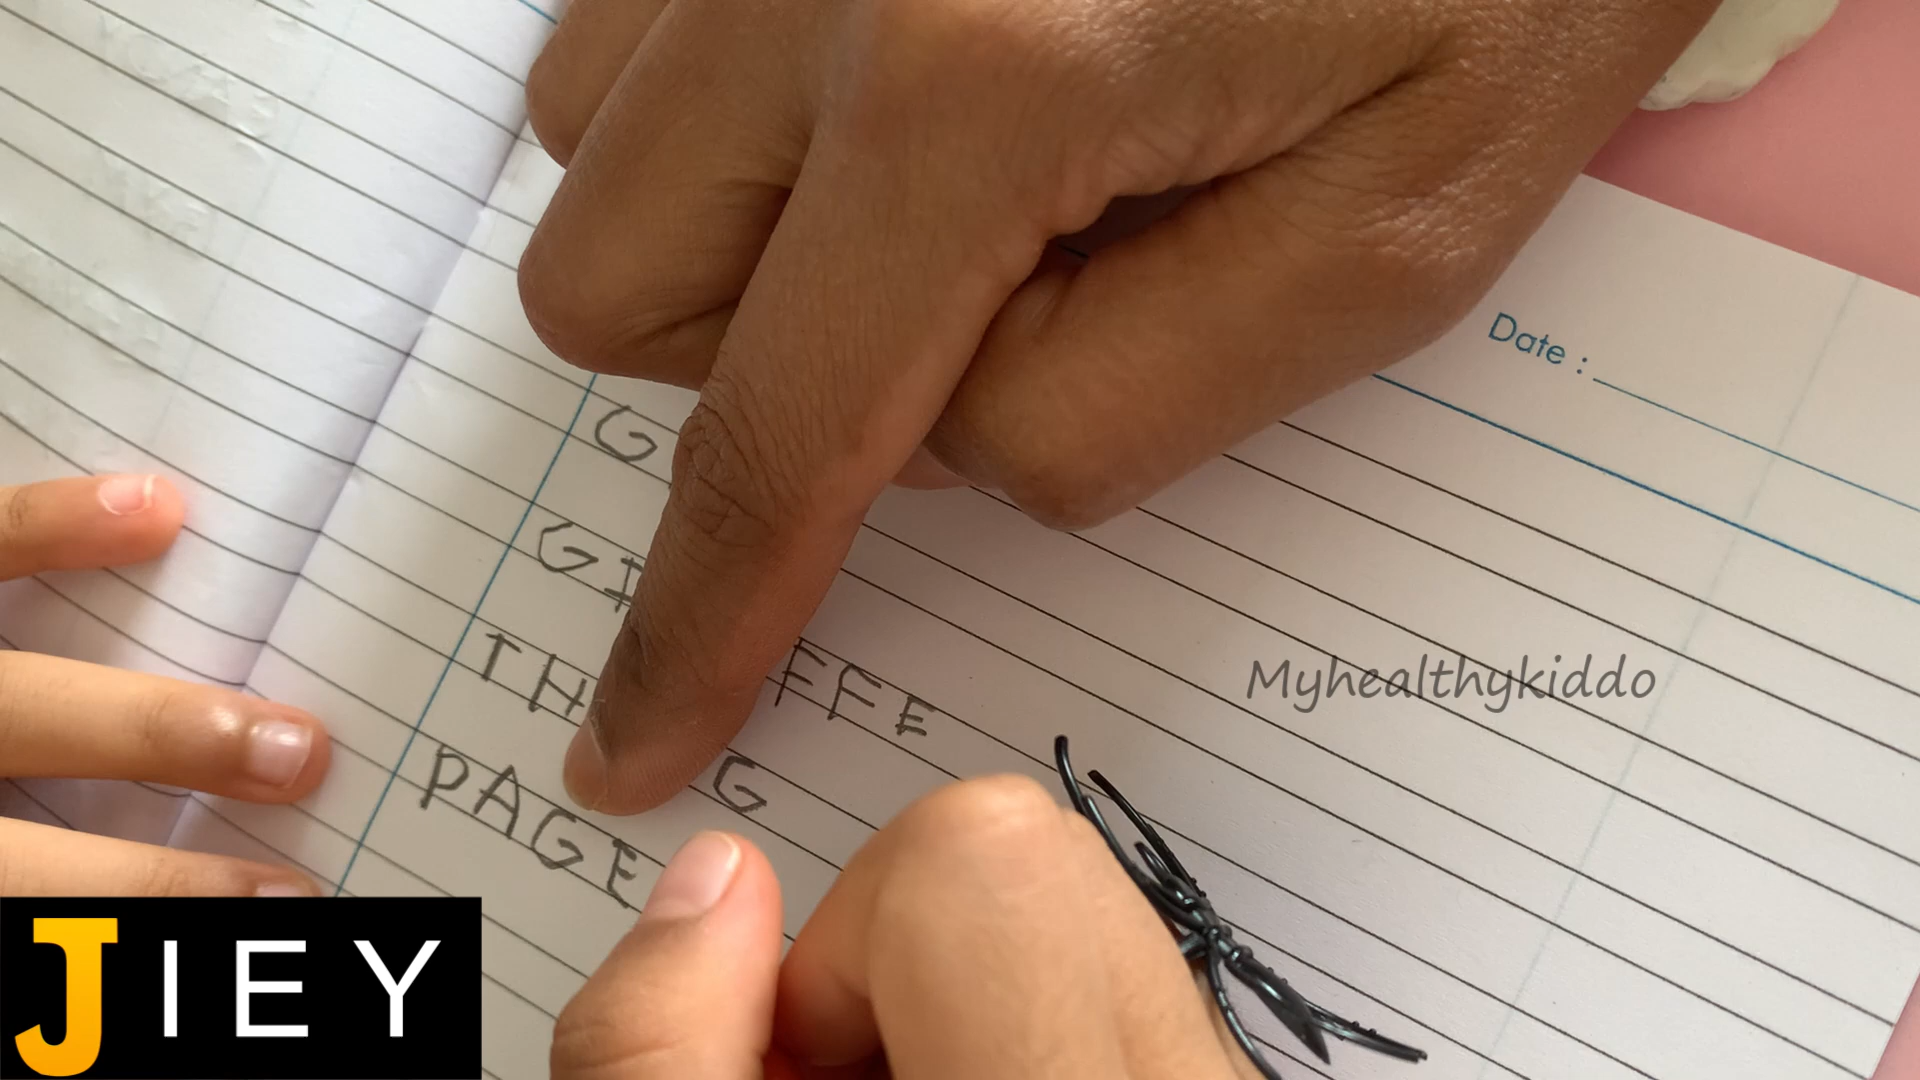 Date :
G
GI FFE
TH G
PAGE
Myhealthykiddo
JIEY